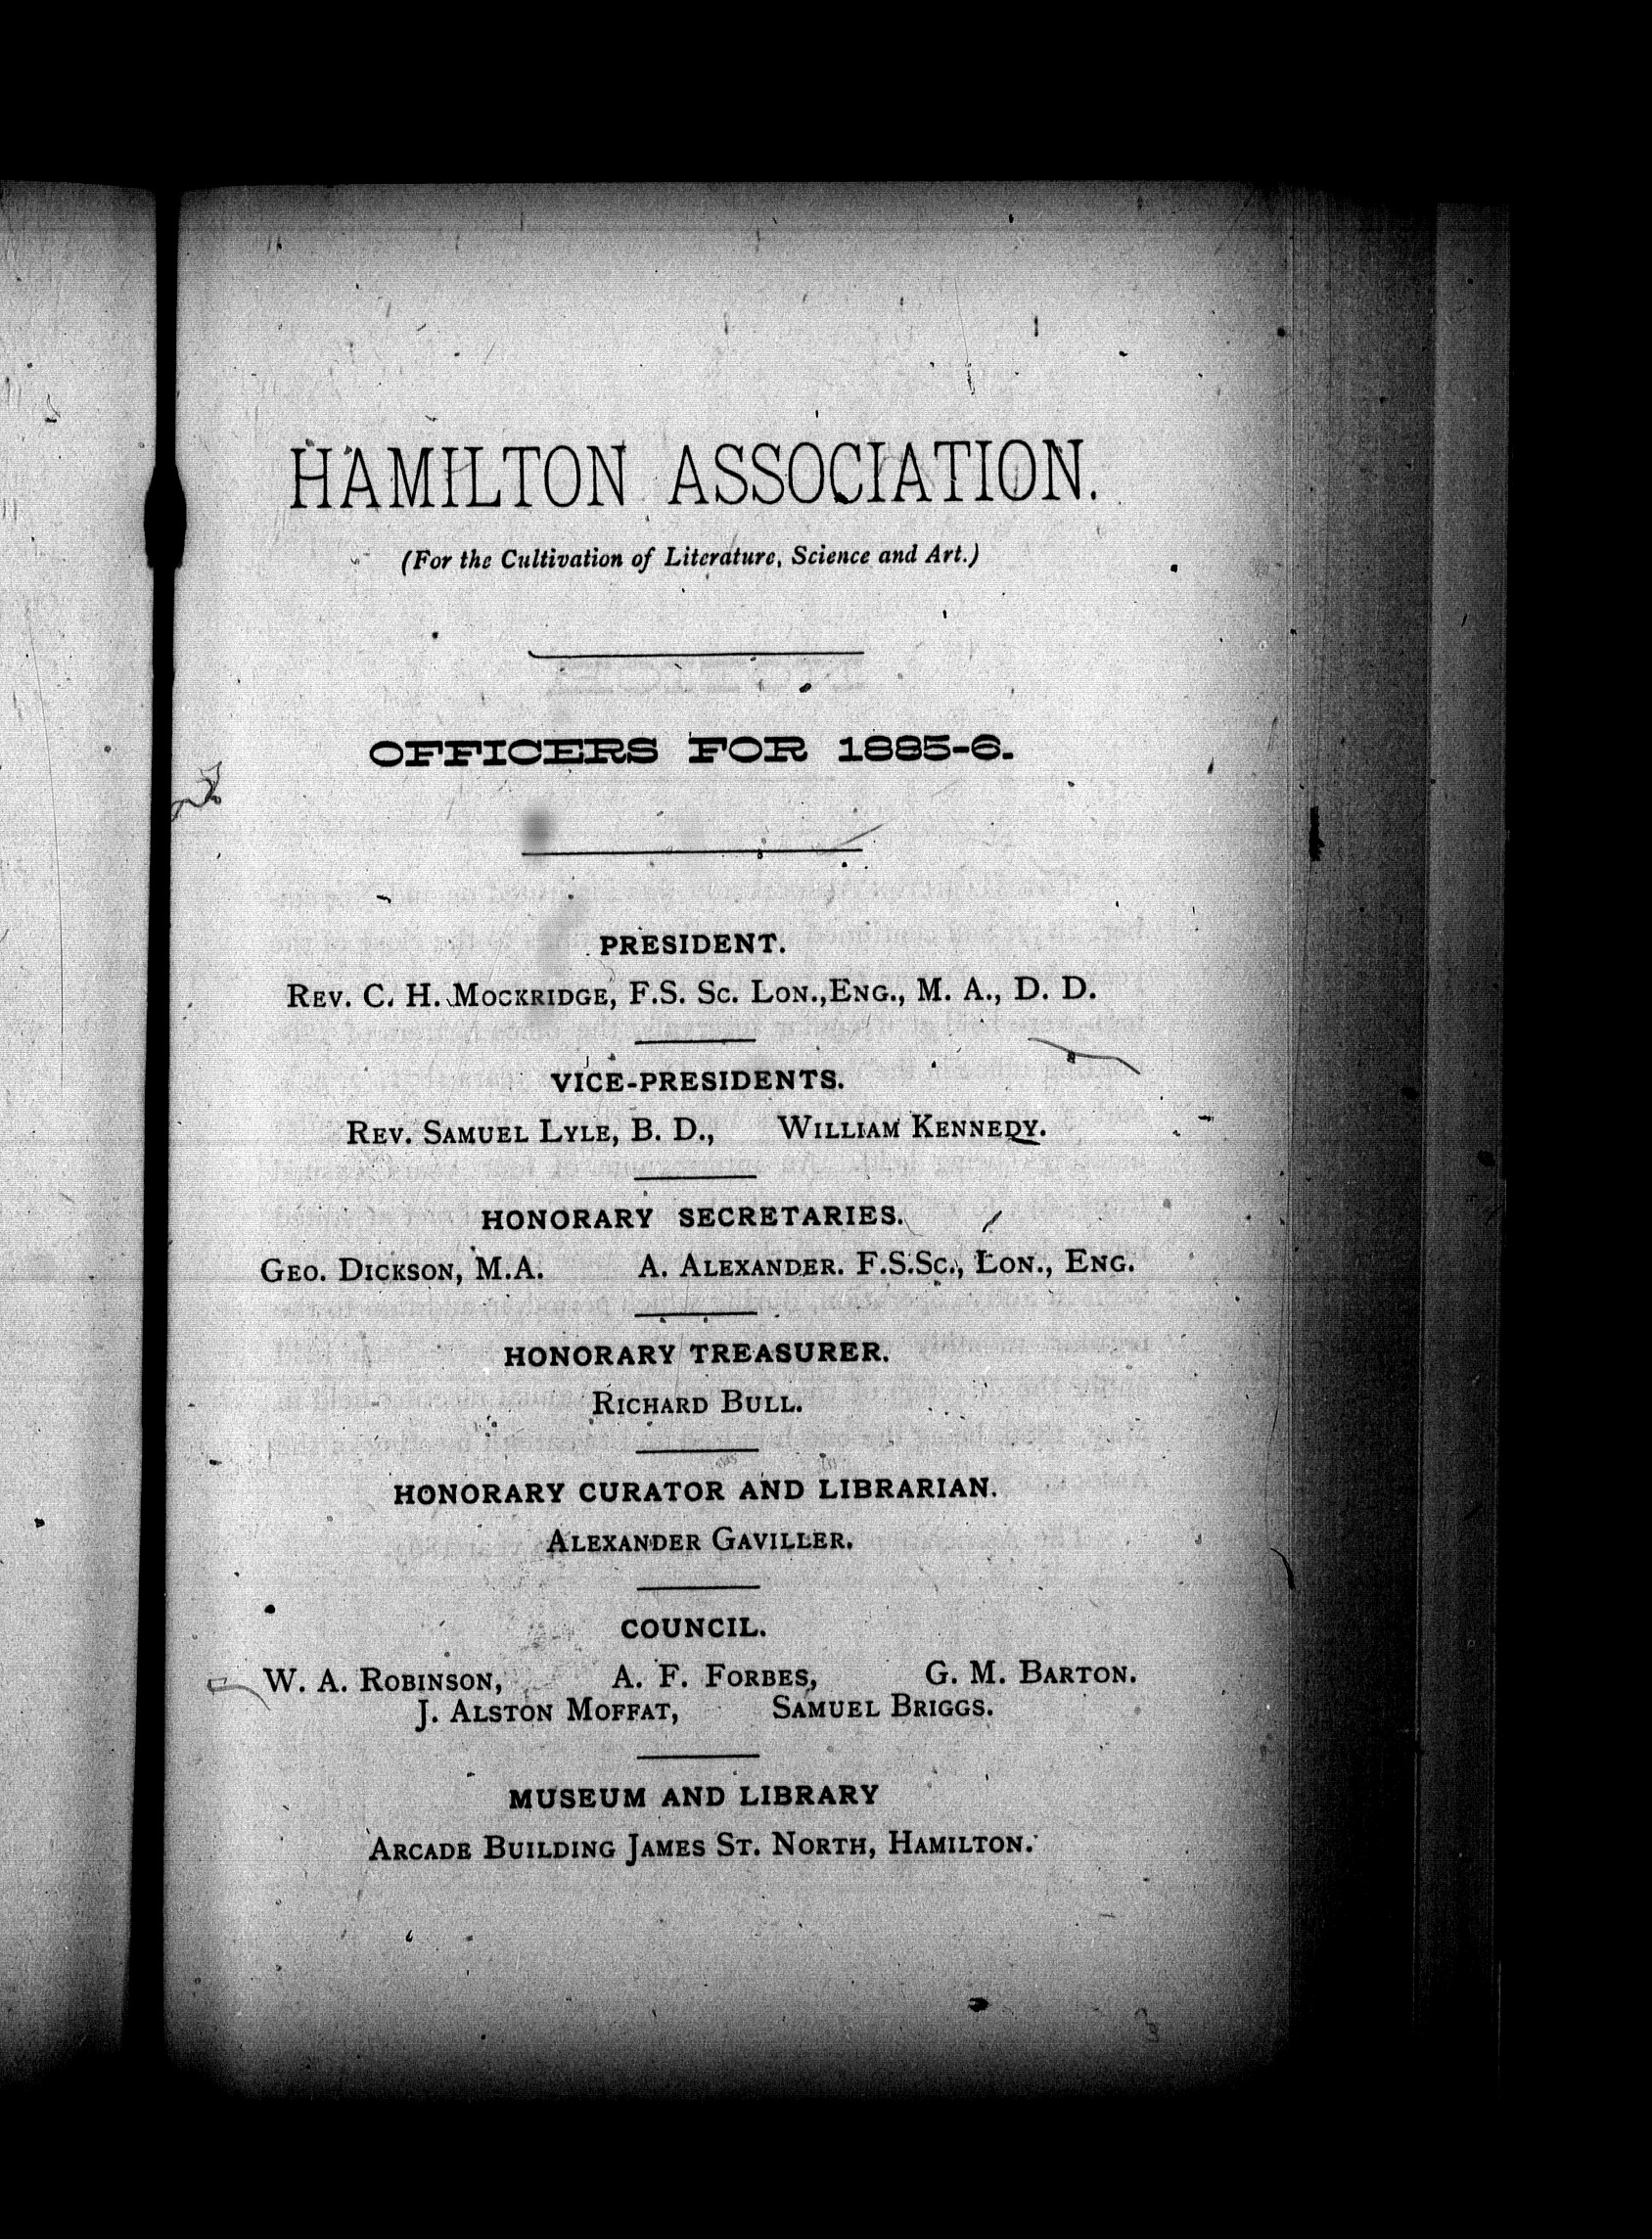 HAMILTON ASSOCIATION.
(For the Cultivation of Literature, Science and Art.)
OFFICERS FOR 1885-6.
PRESIDENT.
REV. C. H. MOCKRIDGE, F.S. SC. LON.,ENG., M. A., D. D.
VICE-PRESIDENTS.
REV. SAMUEL LYLE, B. D., WILLIAM KENNEDY.
HONORARY SECRETARIES.
GEO. DICKSON, M.A. A. ALEXANDER. F.S.SC., LON., ENG.
HONORARY TREASURER.
RICHARD BULL.
HONORARY CURATOR AND LIBRARIAN.
ALEXANDER GAVILLER.
COUNCIL.
W. A. ROBINSON, A. F. FORBES, G. M. BARTON.
J. ALSTON MOFFAT, SAMUEL BRIGGS.
MUSEUM AND LIBRARY
ARCADE BUILDING JAMES ST. NORTH, HAMILTON.